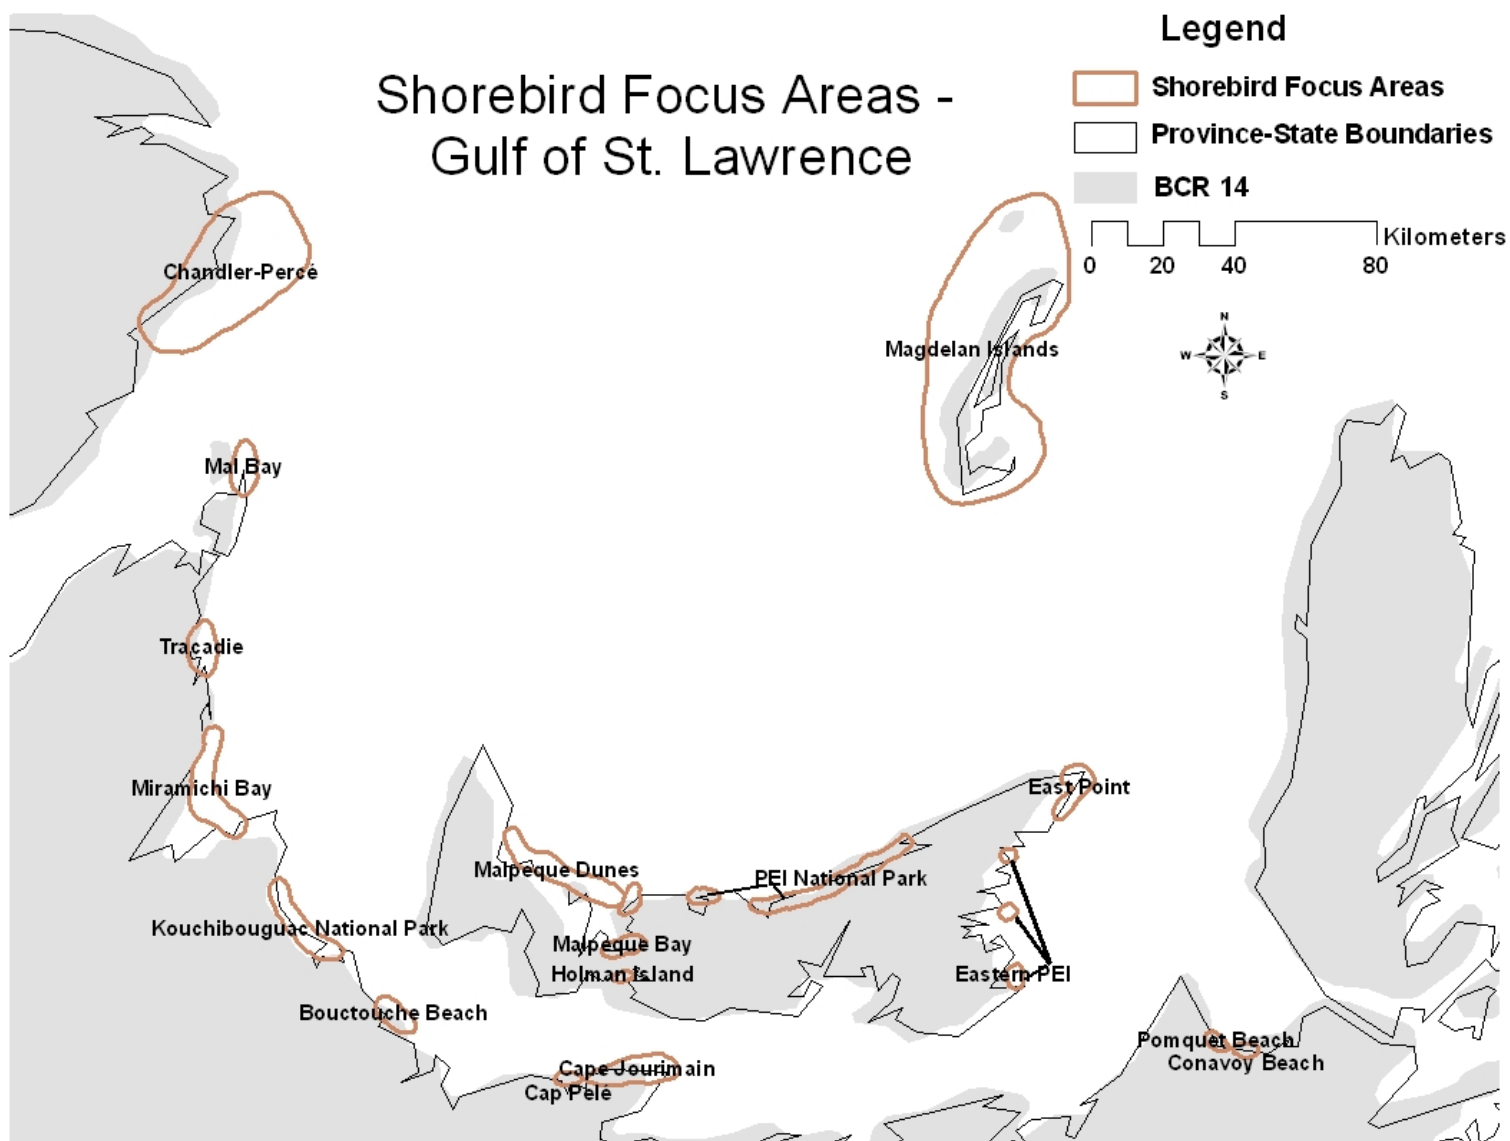 Legend
Shorebird Focus Areas -
Gulf of St. Lawrence
Shorebird Focus Areas
Province-State Boundaries
BCR 14
Kilometers
0 20 40 80
N
W E
S
Chandler-Percé
Magdelan Islands
Mal Bay
Tracadie
Miramichi Bay
East Point
Malpeque Dunes
PEI National Park
Kouchibouguac National Park
Malpeque Bay
Holman Island
Eastern PEI
Bouctouche Beach
Pomquet Beach
Conavoy Beach
Cape Jourimain
Cap Pelé